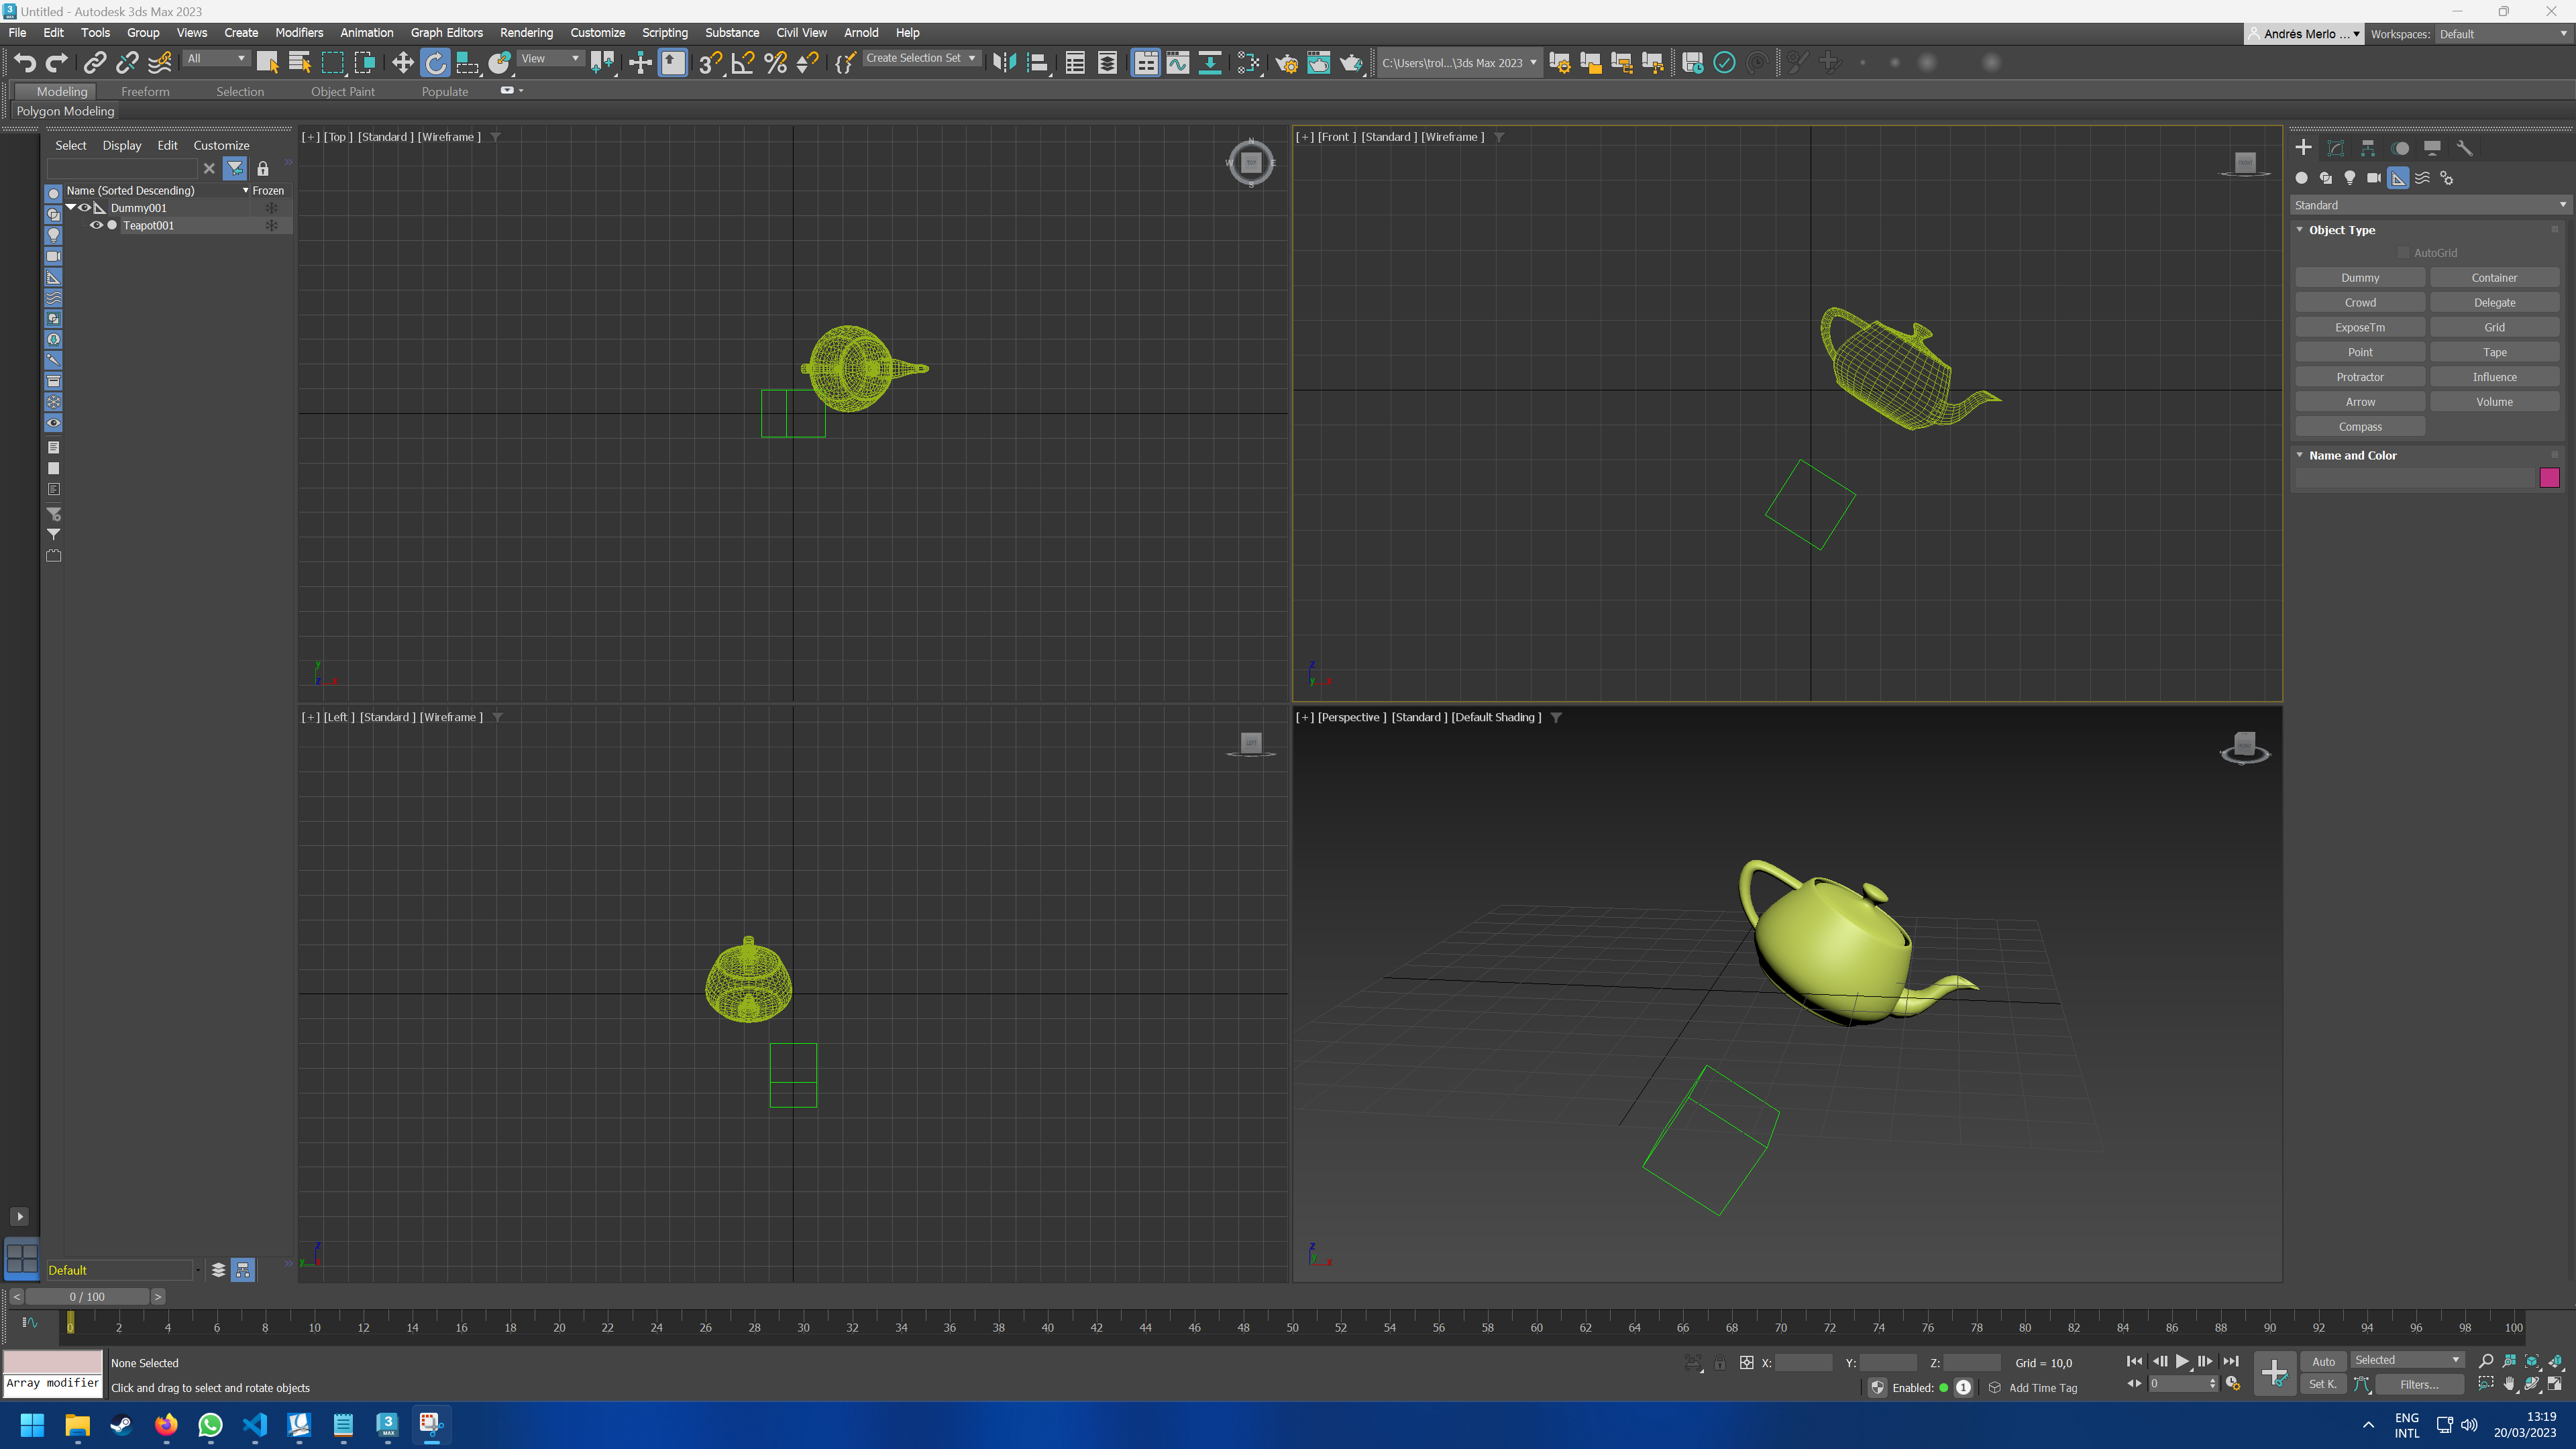 Untitled - Autodesk 3ds Max 2023
File Edit Tools Group Views Create Modifiers Animation Graph Editors Rendering Customize Scripting Substance Civil View Arnold Help
Andrés Merlo ...
Workspaces: Default
All
View
Create Selection Set
C:\Users\trol...\3ds Max 2023
Modeling Freeform Selection Object Paint Populate
Polygon Modeling
Select Display Edit Customize
Name (Sorted Descending) Frozen
Dummy001
Teapot001
Default
[+] [Top ] [Standard ] [Wireframe ]
N
W TOP E
S
y
z x
[+] [Front ] [Standard ] [Wireframe ]
FRONT
z
y x
[+] [Left ] [Standard ] [Wireframe ]
LEFT
z
y x
[+] [Perspective ] [Standard ] [Default Shading ]
FRONT
z
y x
Standard
Object Type
AutoGrid
Dummy Container
Crowd Delegate
ExposeTm Grid
Point Tape
Protractor Influence
Arrow Volume
Compass
Name and Color
< 0 / 100 >
0 2 4 6 8 10 12 14 16 18 20 22 24 26 28 30 32 34 36 38 40 42 44 46 48 50 52 54 56 58 60 62 64 66 68 70 72 74 76 78 80 82 84 86 88 90 92 94 96 98 100
None Selected
X: Y: Z: Grid = 10,0
Auto Selected
Array modifier
Click and drag to select and rotate objects
Enabled: 1 Add Time Tag
0
Set K. Filters...
3
MAX
ENG
INTL
13:19
20/03/2023